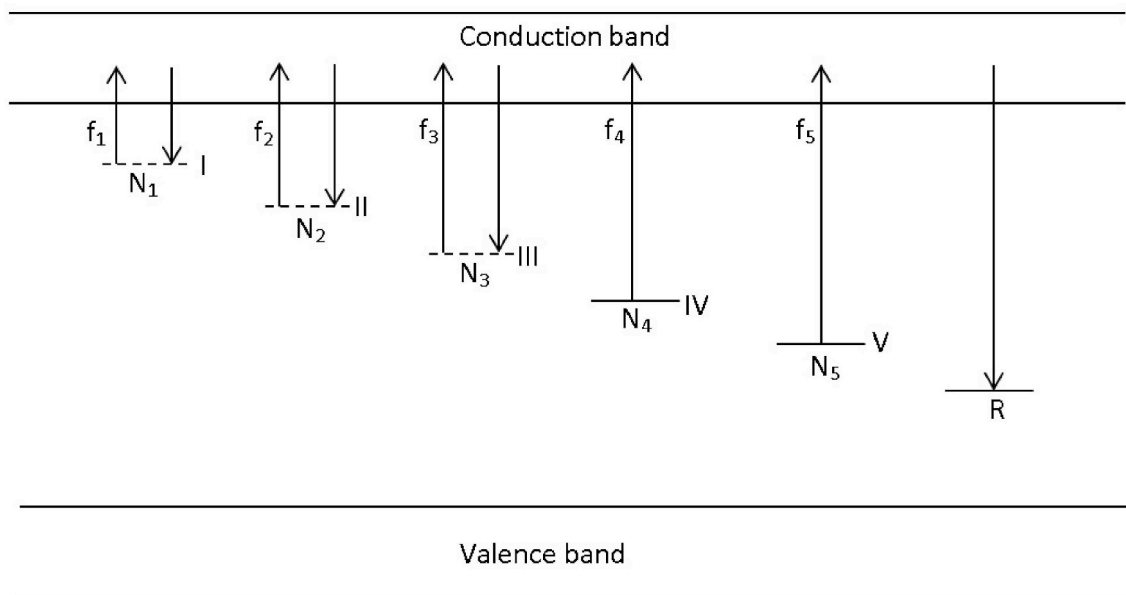 Conduction band
f₁ f₂ f₃ f₄ f₅
I
N₁
II
N₂
III
N₃
IV
N₄
V
N₅
R
Valence band